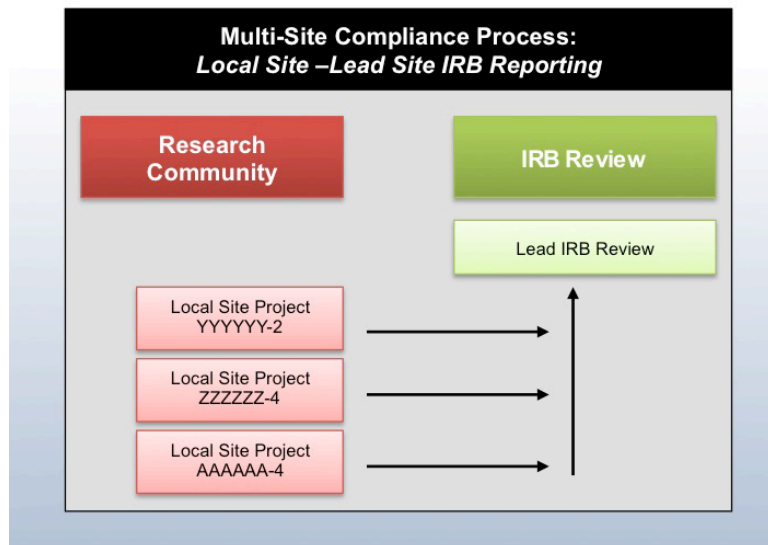 Multi-Site Compliance Process:
Local Site –Lead Site IRB Reporting
Research
Community
IRB Review
Lead IRB Review
Local Site Project
YYYYYY-2
Local Site Project
ZZZZZZ-4
Local Site Project
AAAAAA-4